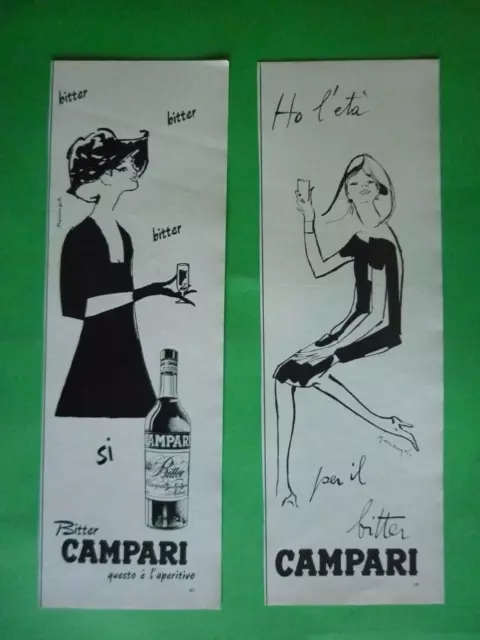 bitter
bitter
bitter
si
CAMPARI
Bitter
Bitter
CAMPARI
questo è l'aperitivo
Ho l'età
per il
bitter
CAMPARI